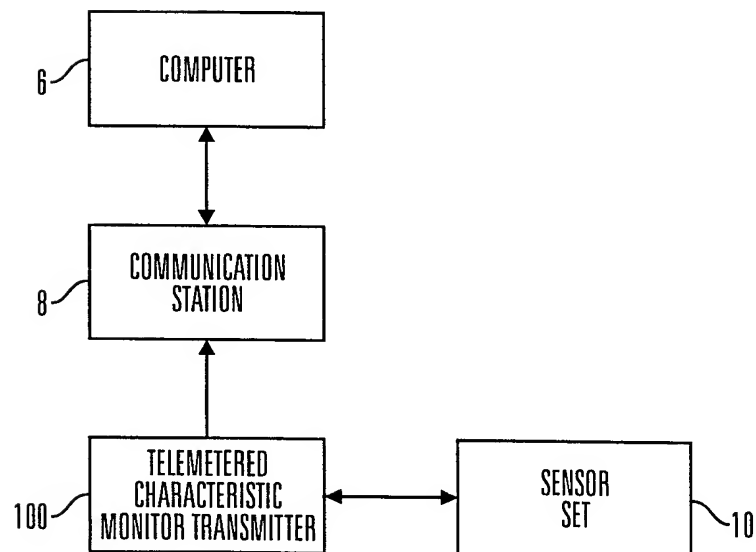 6
COMPUTER
8
COMMUNICATION
STATION
100
TELEMETERED
CHARACTERISTIC
MONITOR TRANSMITTER
SENSOR
SET
10